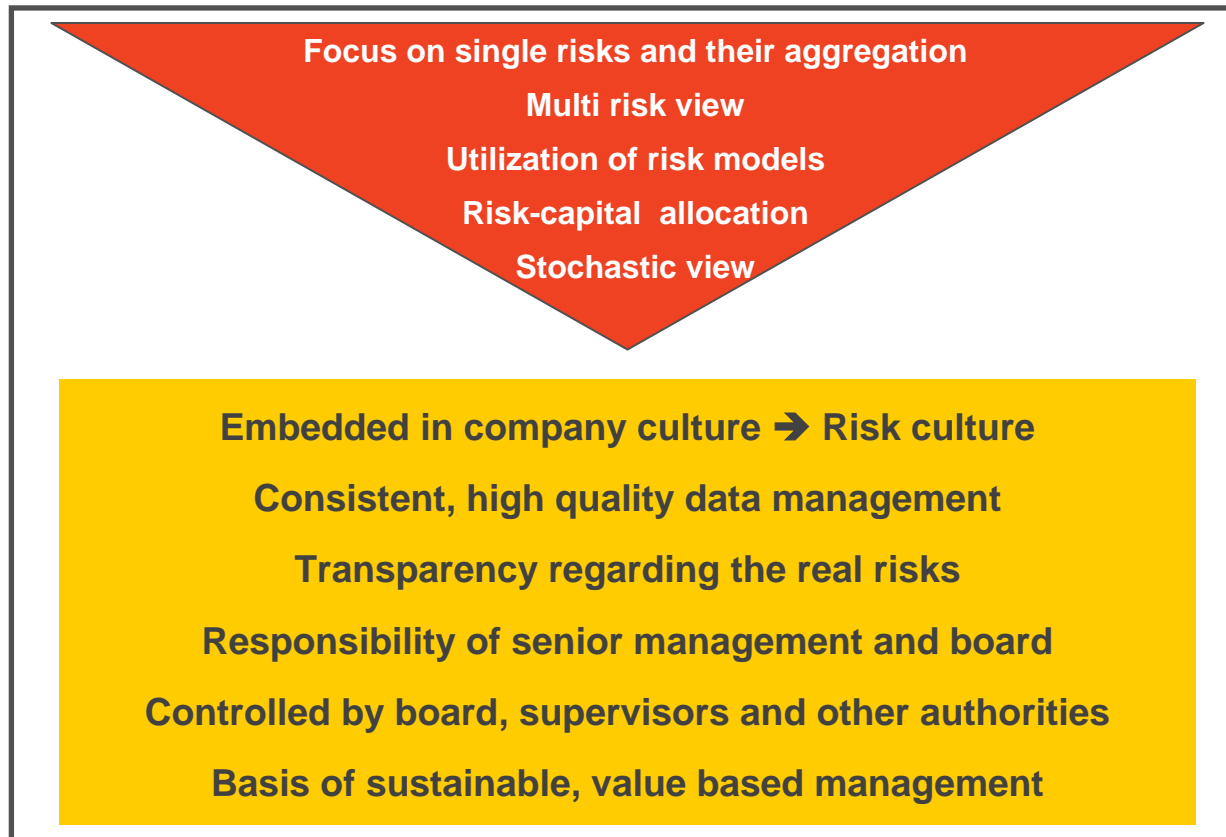 Focus on single risks and their aggregation
Multi risk view
Utilization of risk models
Risk-capital allocation
Stochastic view
Embedded in company culture ➔ Risk culture
Consistent, high quality data management
Transparency regarding the real risks
Responsibility of senior management and board
Controlled by board, supervisors and other authorities
Basis of sustainable, value based management